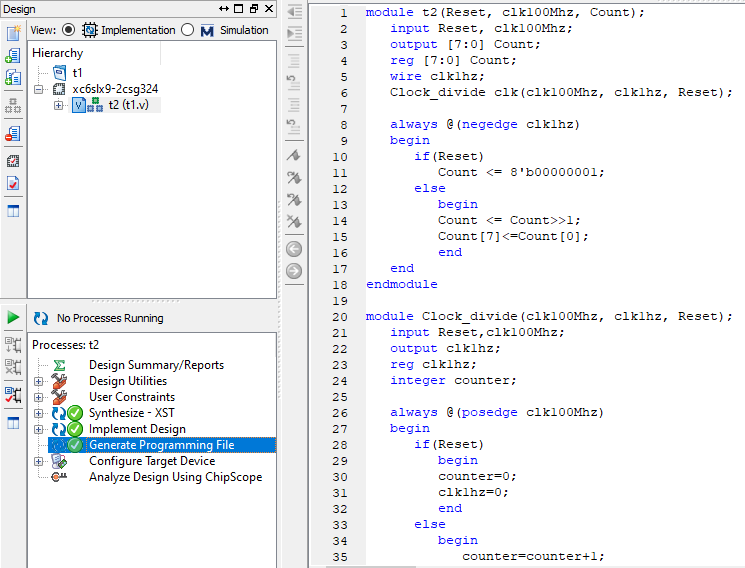 Design
View: Implementation Simulation
Hierarchy
t1
xc6slx9-2csg324
V t2 (t1.v)
No Processes Running
Processes: t2
Design Summary/Reports
Design Utilities
User Constraints
Synthesize - XST
Implement Design
Generate Programming File
Configure Target Device
Analyze Design Using ChipScope
1 module t2(Reset, clk100Mhz, Count);
2 input Reset, clk100Mhz;
3 output [7:0] Count;
4 reg [7:0] Count;
5 wire clk1hz;
6 Clock_divide clk(clk100Mhz, clk1hz, Reset);
7
8 always @(negedge clk1hz)
9 begin
10 if(Reset)
11 Count <= 8'b00000001;
12 else
13 begin
14 Count <= Count>>1;
15 Count[7]<=Count[0];
16 end
17 end
18 endmodule
19
20 module Clock_divide(clk100Mhz, clk1hz, Reset);
21 input Reset,clk100Mhz;
22 output clk1hz;
23 reg clk1hz;
24 integer counter;
25
26 always @(posedge clk100Mhz)
27 begin
28 if(Reset)
29 begin
30 counter=0;
31 clk1hz=0;
32 end
33 else
34 begin
35 counter=counter+1;